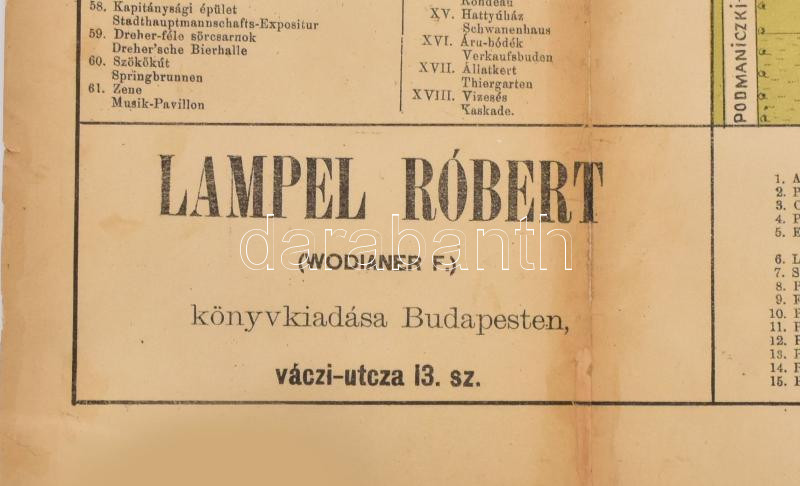 58. Kapitánysági épület
Stadthauptmannschafts-Expositur
59. Dreher-féle sörcsarnok
Dreher'sche Bierhalle
60. Szökőkút
Springbrunnen
61. Zene
Musik-Pavillon
Rondeau
XV. Hattyúház
Schwanenhaus
XVI. Áru-bódék
Verkaufsbuden
XVII. Állatkert
Thiergarten
XVIII. Vizesés
Kaskade.
PODMANICZKI-
LAMPEL RÓBERT
(WODIANER F.)
könyvkiadása Budapesten,
váczi-utcza 13. sz.
darabanth
1.
2.
3.
4.
5.
6.
7.
8.
9.
10.
11.
12.
13.
14.
15.